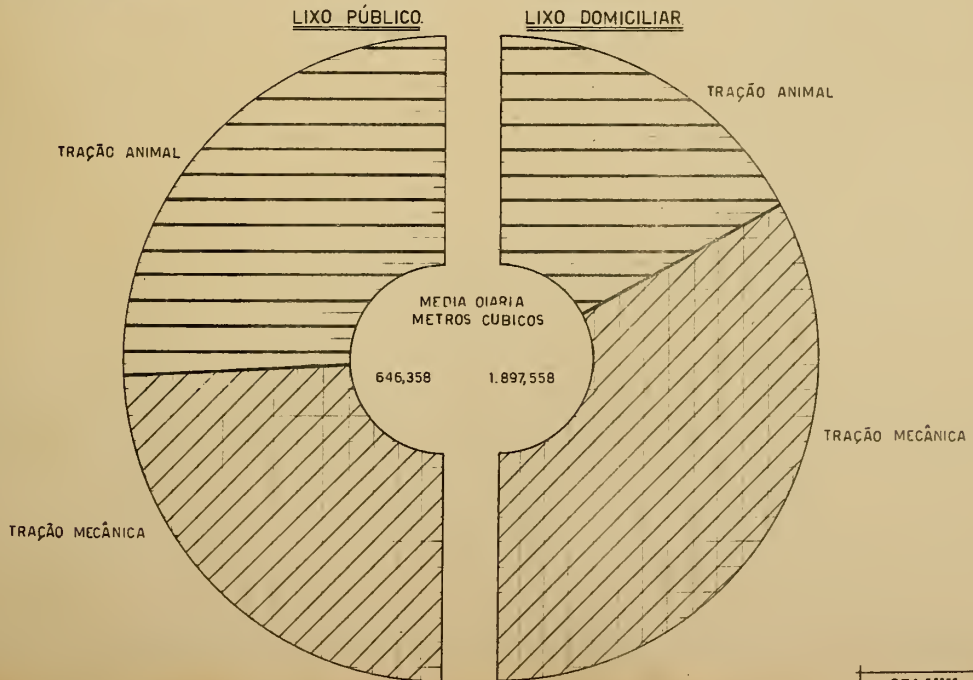 LIXO PÚBLICO.
LIXO DOMICILIAR
TRAÇÃO ANIMAL
TRAÇÃO ANIMAL
MEDIA DIARIA
METROS CUBICOS
646,358 1.897,558
TRAÇÃO MECÂNICA
TRAÇÃO MECÂNICA